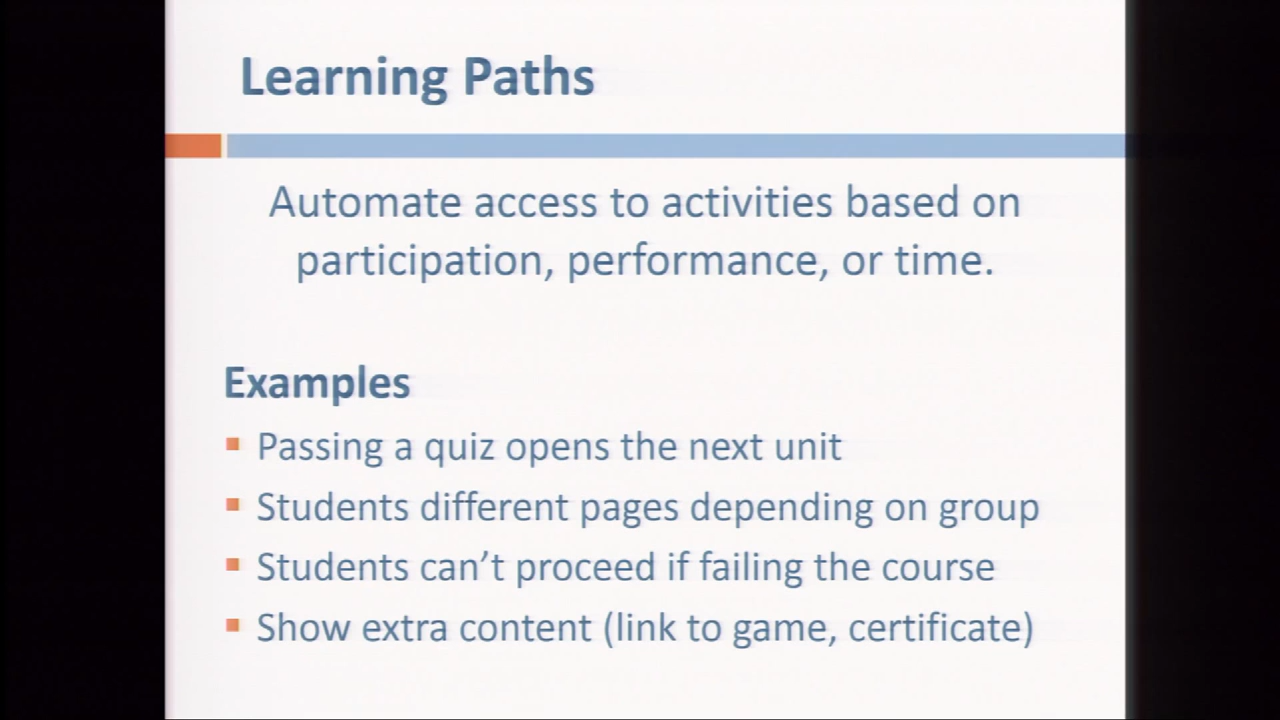 Learning Paths
Automate access to activities based on
participation, performance, or time.
Examples
Passing a quiz opens the next unit
Students different pages depending on group
Students can’t proceed if failing the course
Show extra content (link to game, certificate)